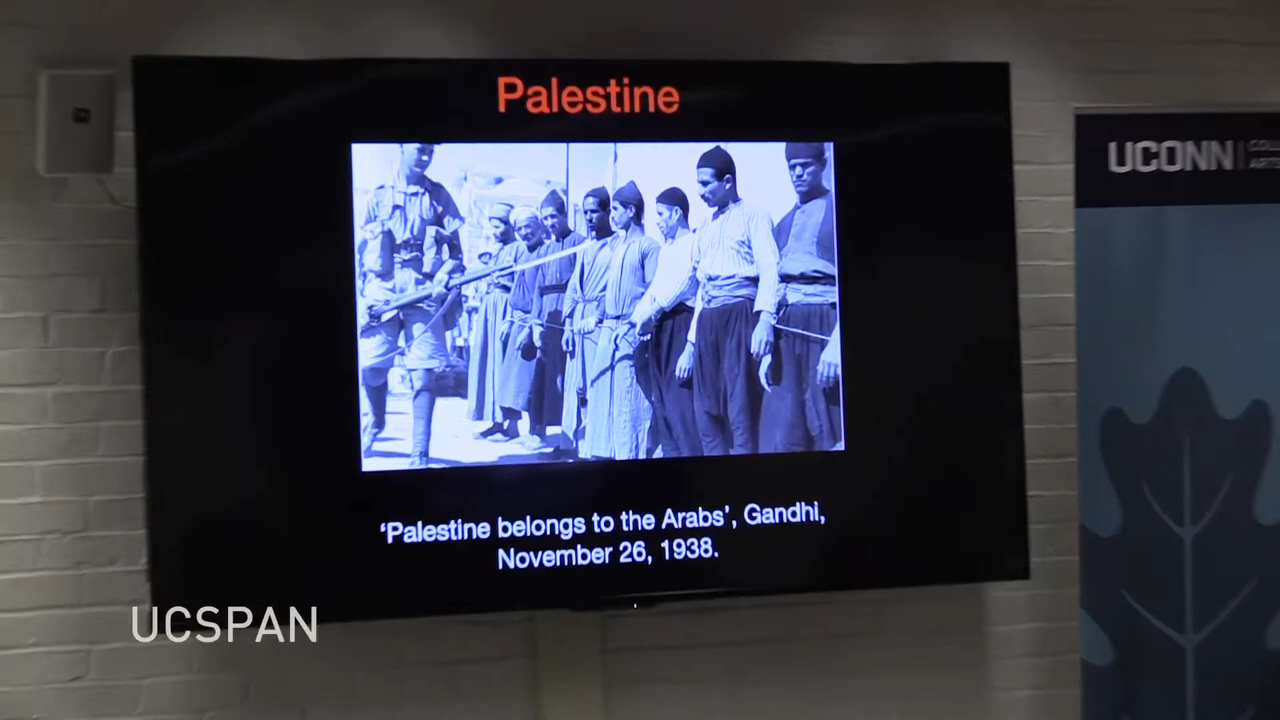 Palestine
UCONN
'Palestine belongs to the Arabs', Gandhi,
November 26, 1938.
UCSPAN